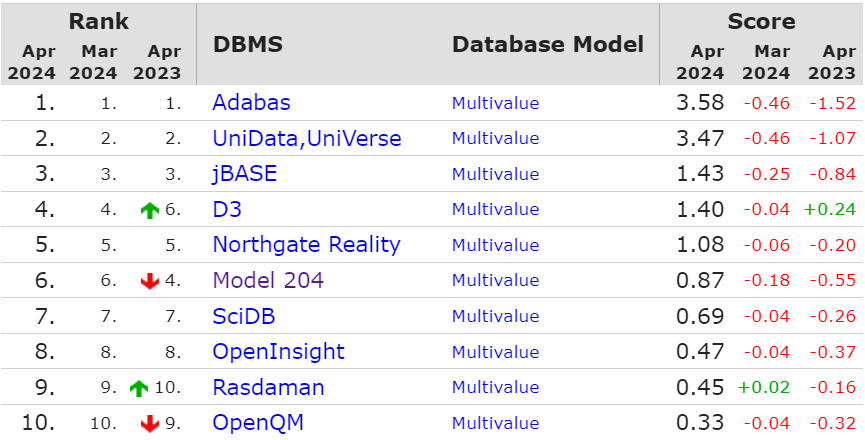 Rank Score
Apr 2024 Mar 2024 Apr 2023 DBMS Database Model Apr 2024 Mar 2024 Apr 2023
1. 1. 1. Adabas Multivalue 3.58 -0.46 -1.52
2. 2. 2. UniData,UniVerse Multivalue 3.47 -0.46 -1.07
3. 3. 3. jBASE Multivalue 1.43 -0.25 -0.84
4. 4. 6. D3 Multivalue 1.40 -0.04 +0.24
5. 5. 5. Northgate Reality Multivalue 1.08 -0.06 -0.20
6. 6. 4. Model 204 Multivalue 0.87 -0.18 -0.55
7. 7. 7. SciDB Multivalue 0.69 -0.04 -0.26
8. 8. 8. OpenInsight Multivalue 0.47 -0.04 -0.37
9. 9. 10. Rasdaman Multivalue 0.45 +0.02 -0.16
10. 10. 9. OpenQM Multivalue 0.33 -0.04 -0.32